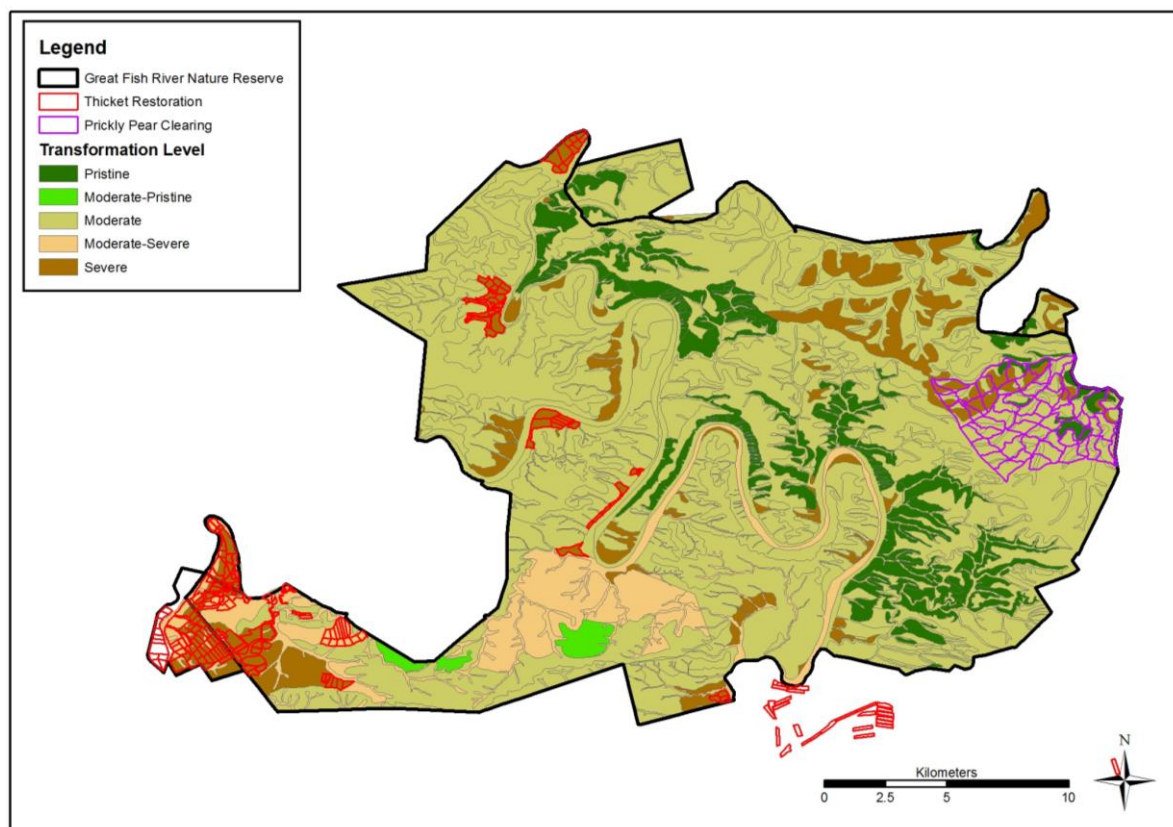 Legend
Great Fish River Nature Reserve
Thicket Restoration
Prickly Pear Clearing
Transformation Level
Pristine
Moderate-Pristine
Moderate
Moderate-Severe
Severe
N
Kilometers
0 2.5 5 10